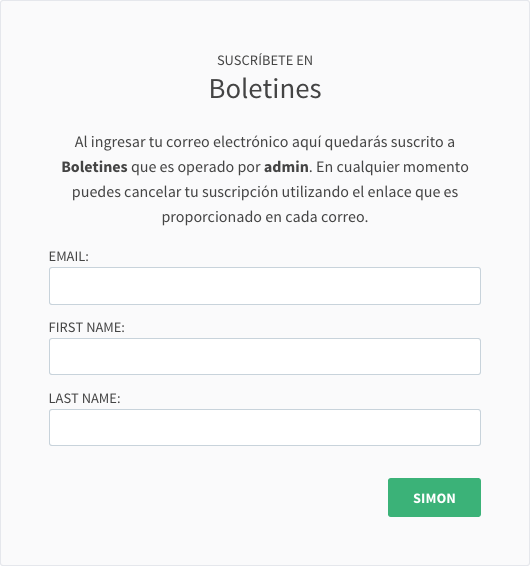 SUSCRÍBETE EN
Boletines
Al ingresar tu correo electrónico aquí quedarás suscrito a
Boletines que es operado por admin. En cualquier momento
puedes cancelar tu suscripción utilizando el enlace que es
proporcionado en cada correo.
EMAIL:
FIRST NAME:
LAST NAME:
SIMON